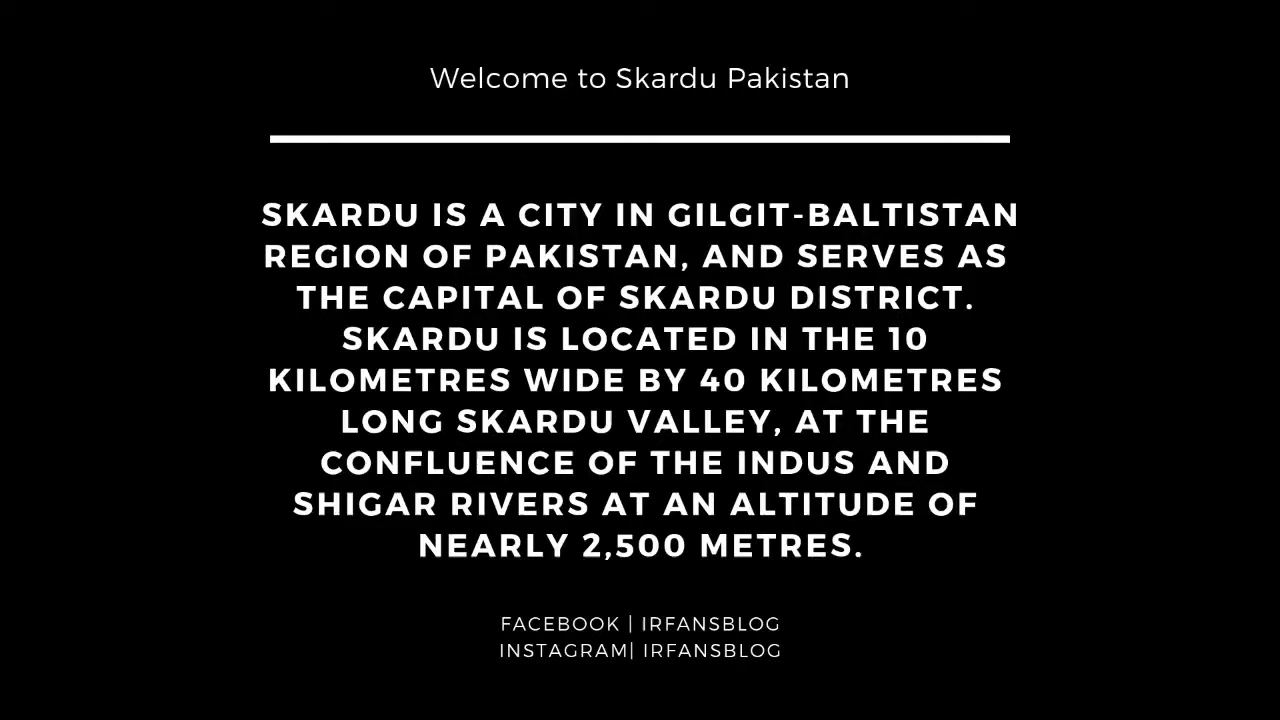 Welcome to Skardu Pakistan
SKARDU IS A CITY IN GILGIT-BALTISTAN
REGION OF PAKISTAN, AND SERVES AS
THE CAPITAL OF SKARDU DISTRICT.
SKARDU IS LOCATED IN THE 10
KILOMETRES WIDE BY 40 KILOMETRES
LONG SKARDU VALLEY, AT THE
CONFLUENCE OF THE INDUS AND
SHIGAR RIVERS AT AN ALTITUDE OF
NEARLY 2,500 METRES.
FACEBOOK | IRFANSBLOG
INSTAGRAM| IRFANSBLOG